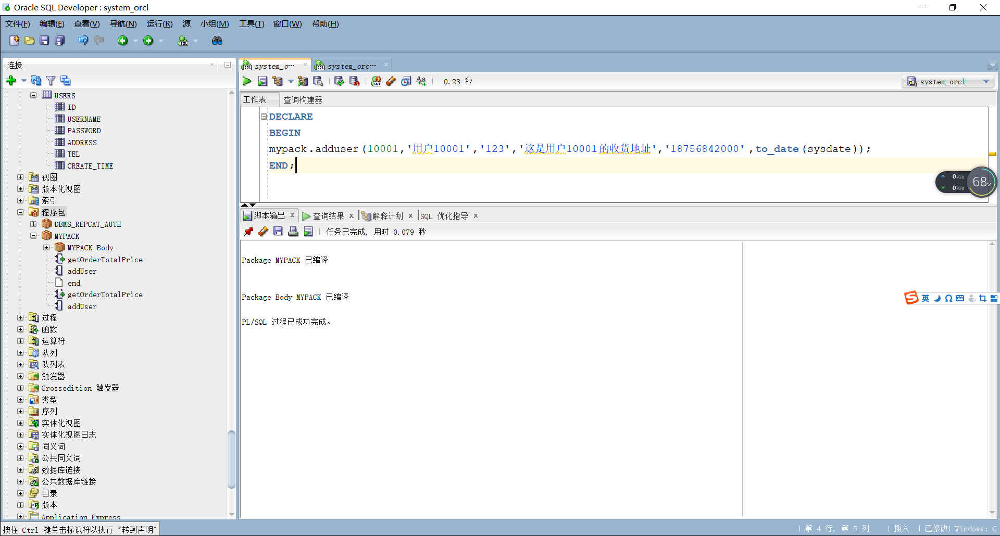 Oracle SQL Developer : system_orcl
文件(F) 编辑(E) 查看(V) 导航(N) 运行(R) 源 小组(M) 工具(T) 窗口(W) 帮助(H)
连接
USERS
ID
USERNAME
PASSWORD
ADDRESS
TEL
CREATE_TIME
视图
版本化视图
索引
程序包
DBMS_REPCAT_AUTH
MYPACK
MYPACK Body
getOrderTotalPrice
addUser
end
getOrderTotalPrice
addUser
过程
函数
运算符
队列
队列表
触发器
Crossedition 触发器
类型
序列
实体化视图
实体化视图日志
同义词
公共同义词
数据库链接
公共数据库链接
目录
版本
Application Express
system_o… system_orc…
0.23 秒
system_orcl
工作表 查询构建器
DECLARE
BEGIN
mypack.adduser(10001,'用户10001','123','这是用户10001的收货地址','18756842000',to_date(sysdate));
END;
0K/s
0K/s
68%
脚本输出 x 查询结果 x 解释计划 x SQL 优化指导 x
任务已完成, 用时 0.079 秒
Package MYPACK 已编译
Package Body MYPACK 已编译
PL/SQL 过程已成功完成。
英
按住 Ctrl 键单击标识符以执行 "转到声明"
第 4 行, 第 5 列 | 插入 | 已修改| Windows: C